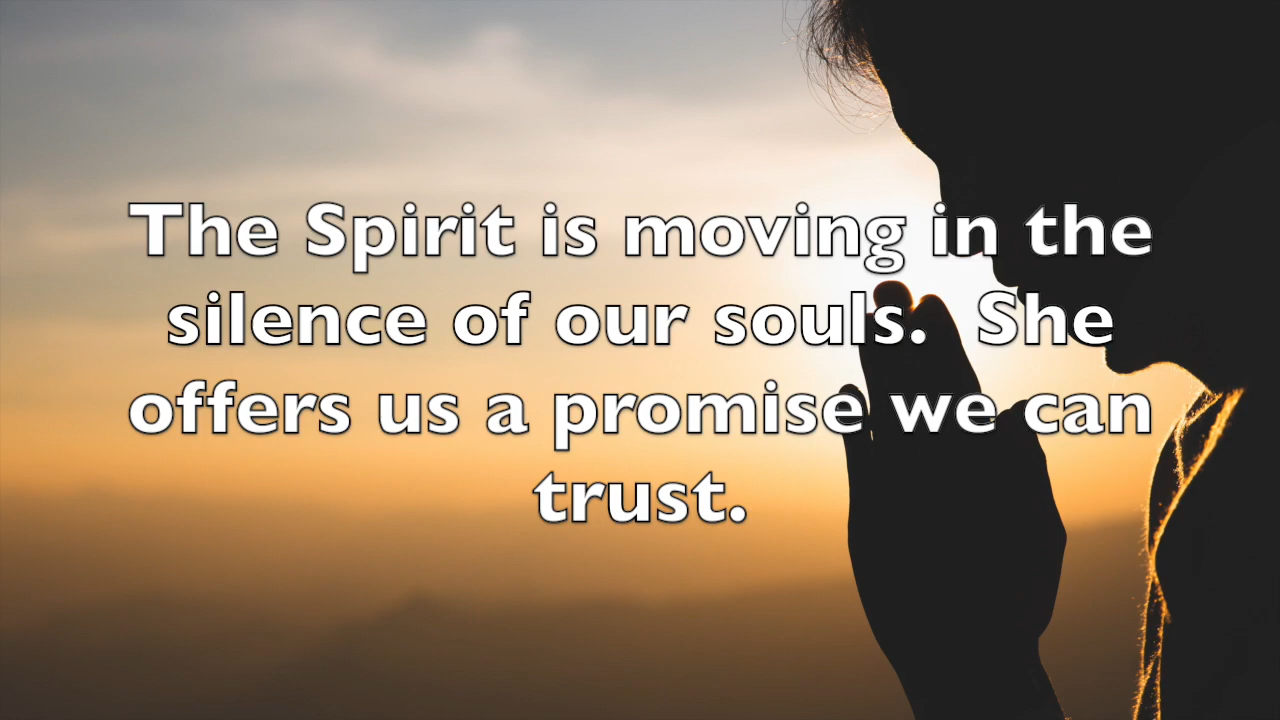 The Spirit is moving in the
silence of our souls.  She
offers us a promise we can
trust.